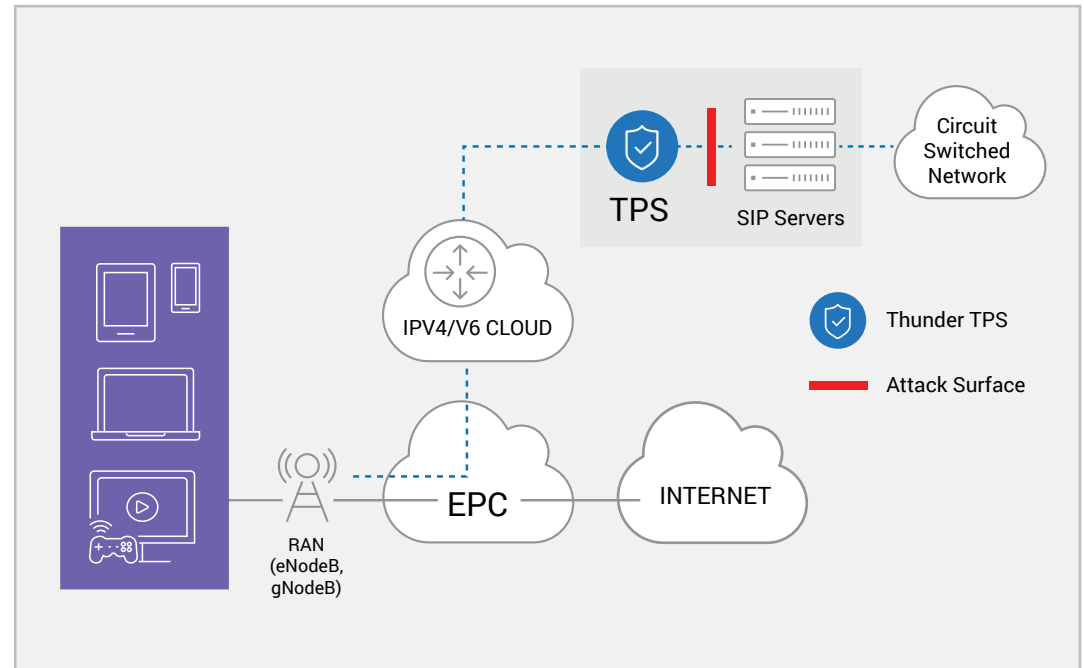 Circuit
Switched
Network
TPS
SIP Servers
IPV4/V6 CLOUD
Thunder TPS
Attack Surface
EPC
INTERNET
RAN
(eNodeB,
gNodeB)